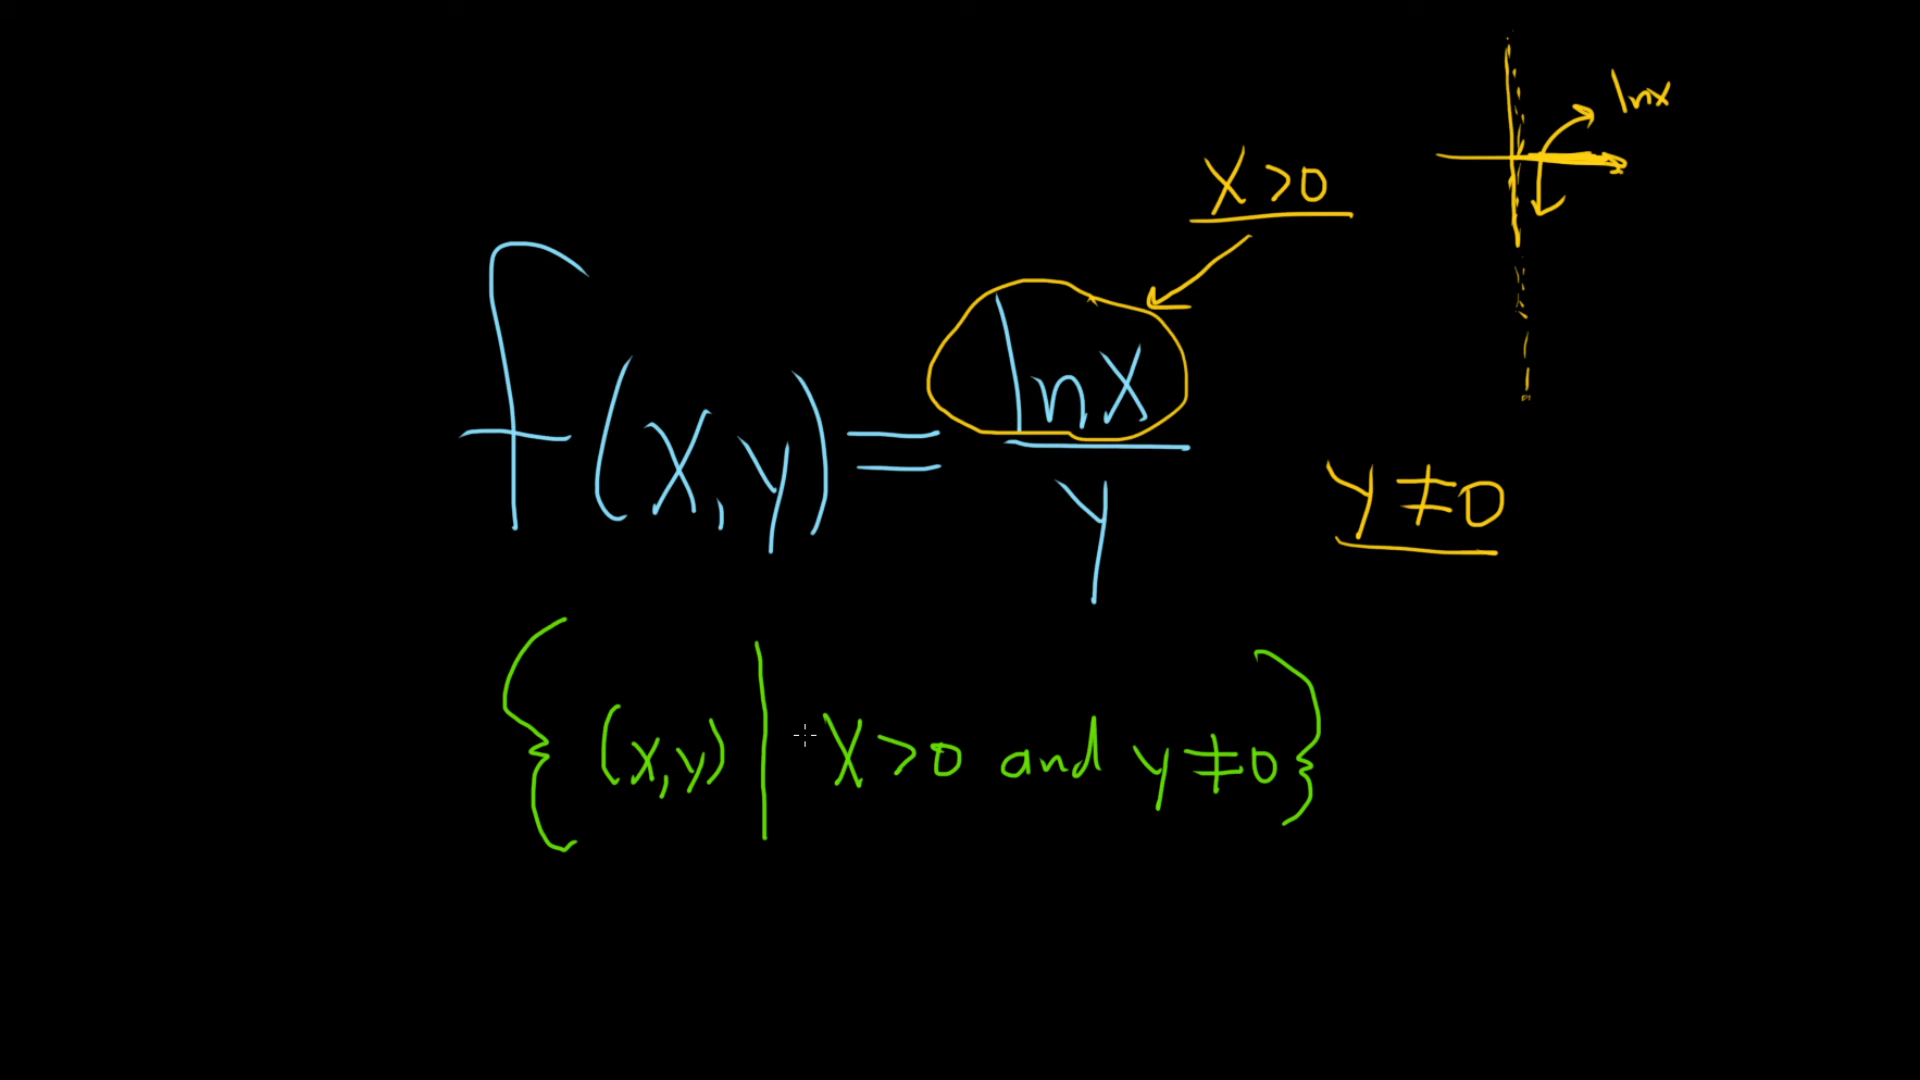 lnx
x > 0
f(x,y) = lnx / y
y ≠ 0
{(x,y) | x > 0 and y ≠ 0}